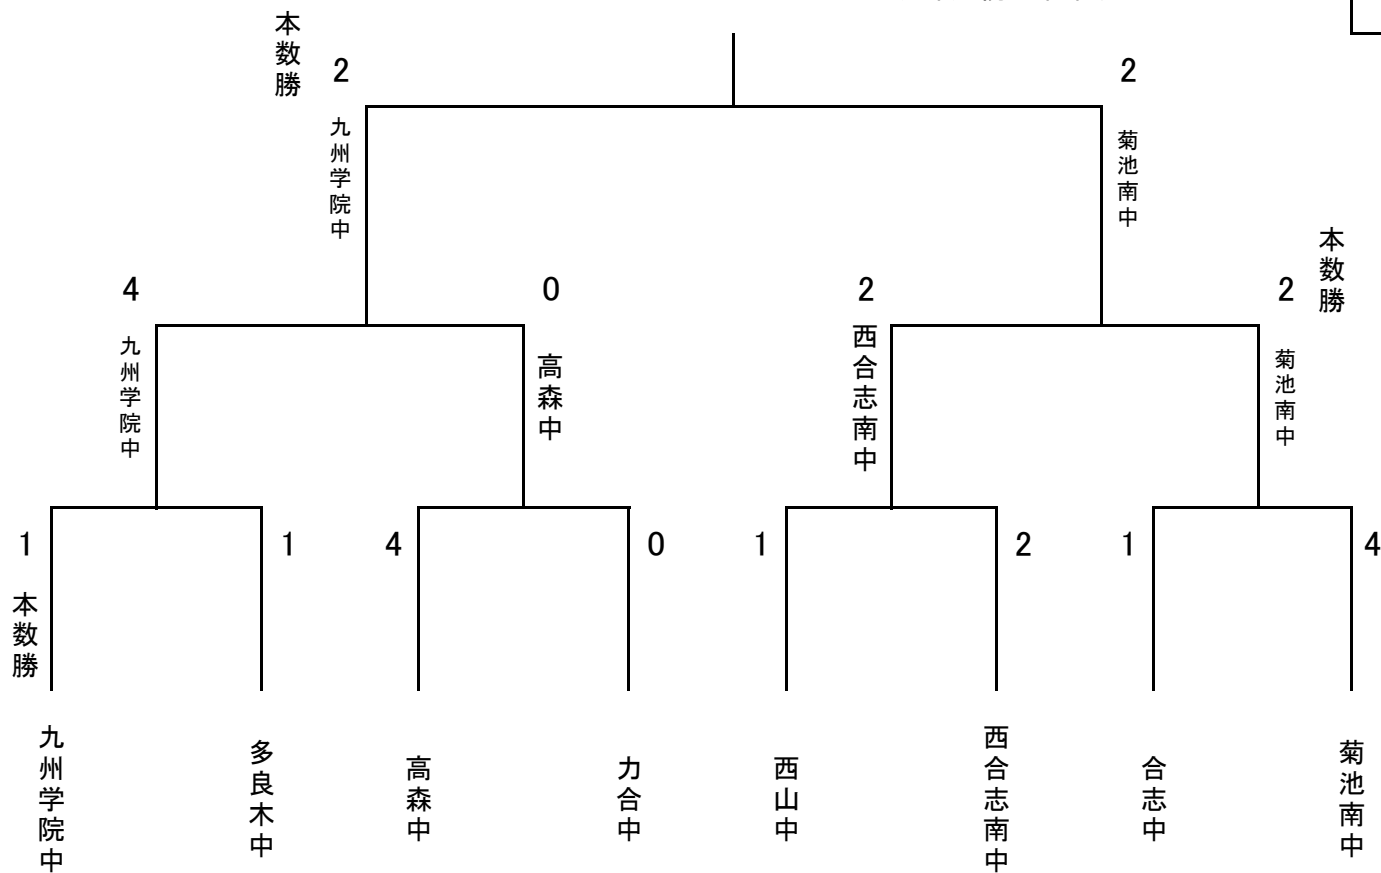 本数勝
2
2
九州学院中
菊池南中
本数勝
4
0
2
2
九州学院中
高森中
西合志南中
菊池南中
1
1
4
0
1
2
1
4
本数勝
九州学院中
多良木中
高森中
力合中
西山中
西合志南中
合志中
菊池南中